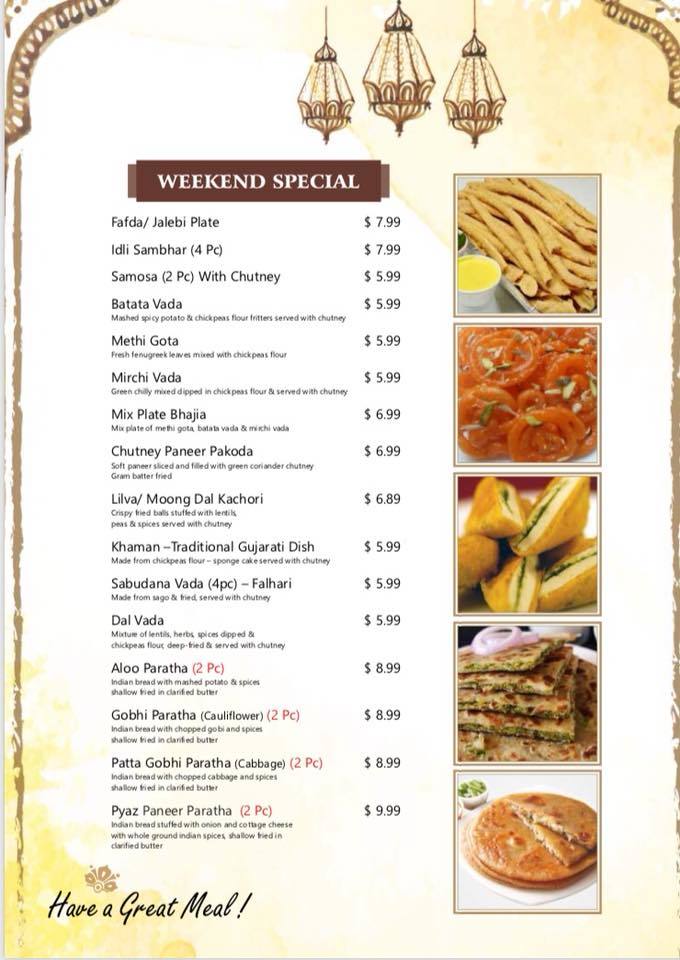 WEEKEND SPECIAL
Fafda/ Jalebi Plate $ 7.99
Idli Sambhar (4 Pc) $ 7.99
Samosa (2 Pc) With Chutney $ 5.99
Batata Vada $ 5.99
Mashed spicy potato & chickpeas flour fritters served with chutney
Methi Gota $ 5.99
Fresh fenugreek leaves mixed with chickpeas flour
Mirchi Vada $ 5.99
Green chilly mixed dipped in chickpeas flour & served with chutney
Mix Plate Bhajia $ 6.99
Mix plate of methi gota, batata vada & mirchi vada
Chutney Paneer Pakoda $ 6.99
Soft paneer sliced and filled with green coriander chutney
Gram batter fried
Lilva/ Moong Dal Kachori $ 6.89
Crispy fried balls stuffed with lentils,
peas & spices served with chutney
Khaman –Traditional Gujarati Dish $ 5.99
Made from chickpeas flour – sponge cake served with chutney
Sabudana Vada (4pc) – Falhari $ 5.99
Made from sago & fried, served with chutney
Dal Vada $ 5.99
Mixture of lentils, herbs, spices dipped &
chickpeas flour, deep-fried & served with chutney
Aloo Paratha (2 Pc) $ 8.99
Indian bread with mashed potato & spices
shallow fried in clarified butter
Gobhi Paratha (Cauliflower) (2 Pc) $ 8.99
Indian bread with chopped gobi and spices
shallow fried in clarified butter
Patta Gobhi Paratha (Cabbage) (2 Pc) $ 8.99
Indian bread with chopped cabbage and spices
shallow fried in clarified butter
Pyaz Paneer Paratha (2 Pc) $ 9.99
Indian bread stuffed with onion and cottage cheese
with whole ground indian spices, shallow fried in
clarified butter
Have a Great Meal !